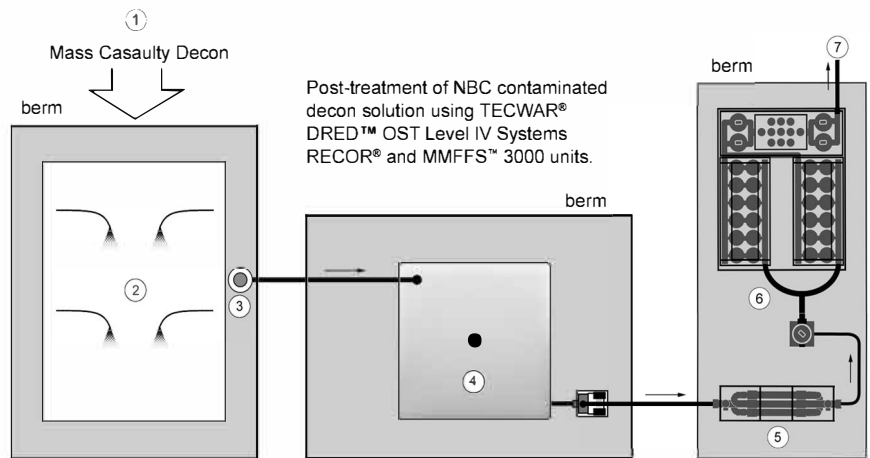 1
Mass Casaulty Decon
berm
2
3
Post-treatment of NBC contaminated
decon solution using TECWAR®
DRED™ OST Level IV Systems
RECOR® and MMFFS™ 3000 units.
berm
4
berm
7
6
5